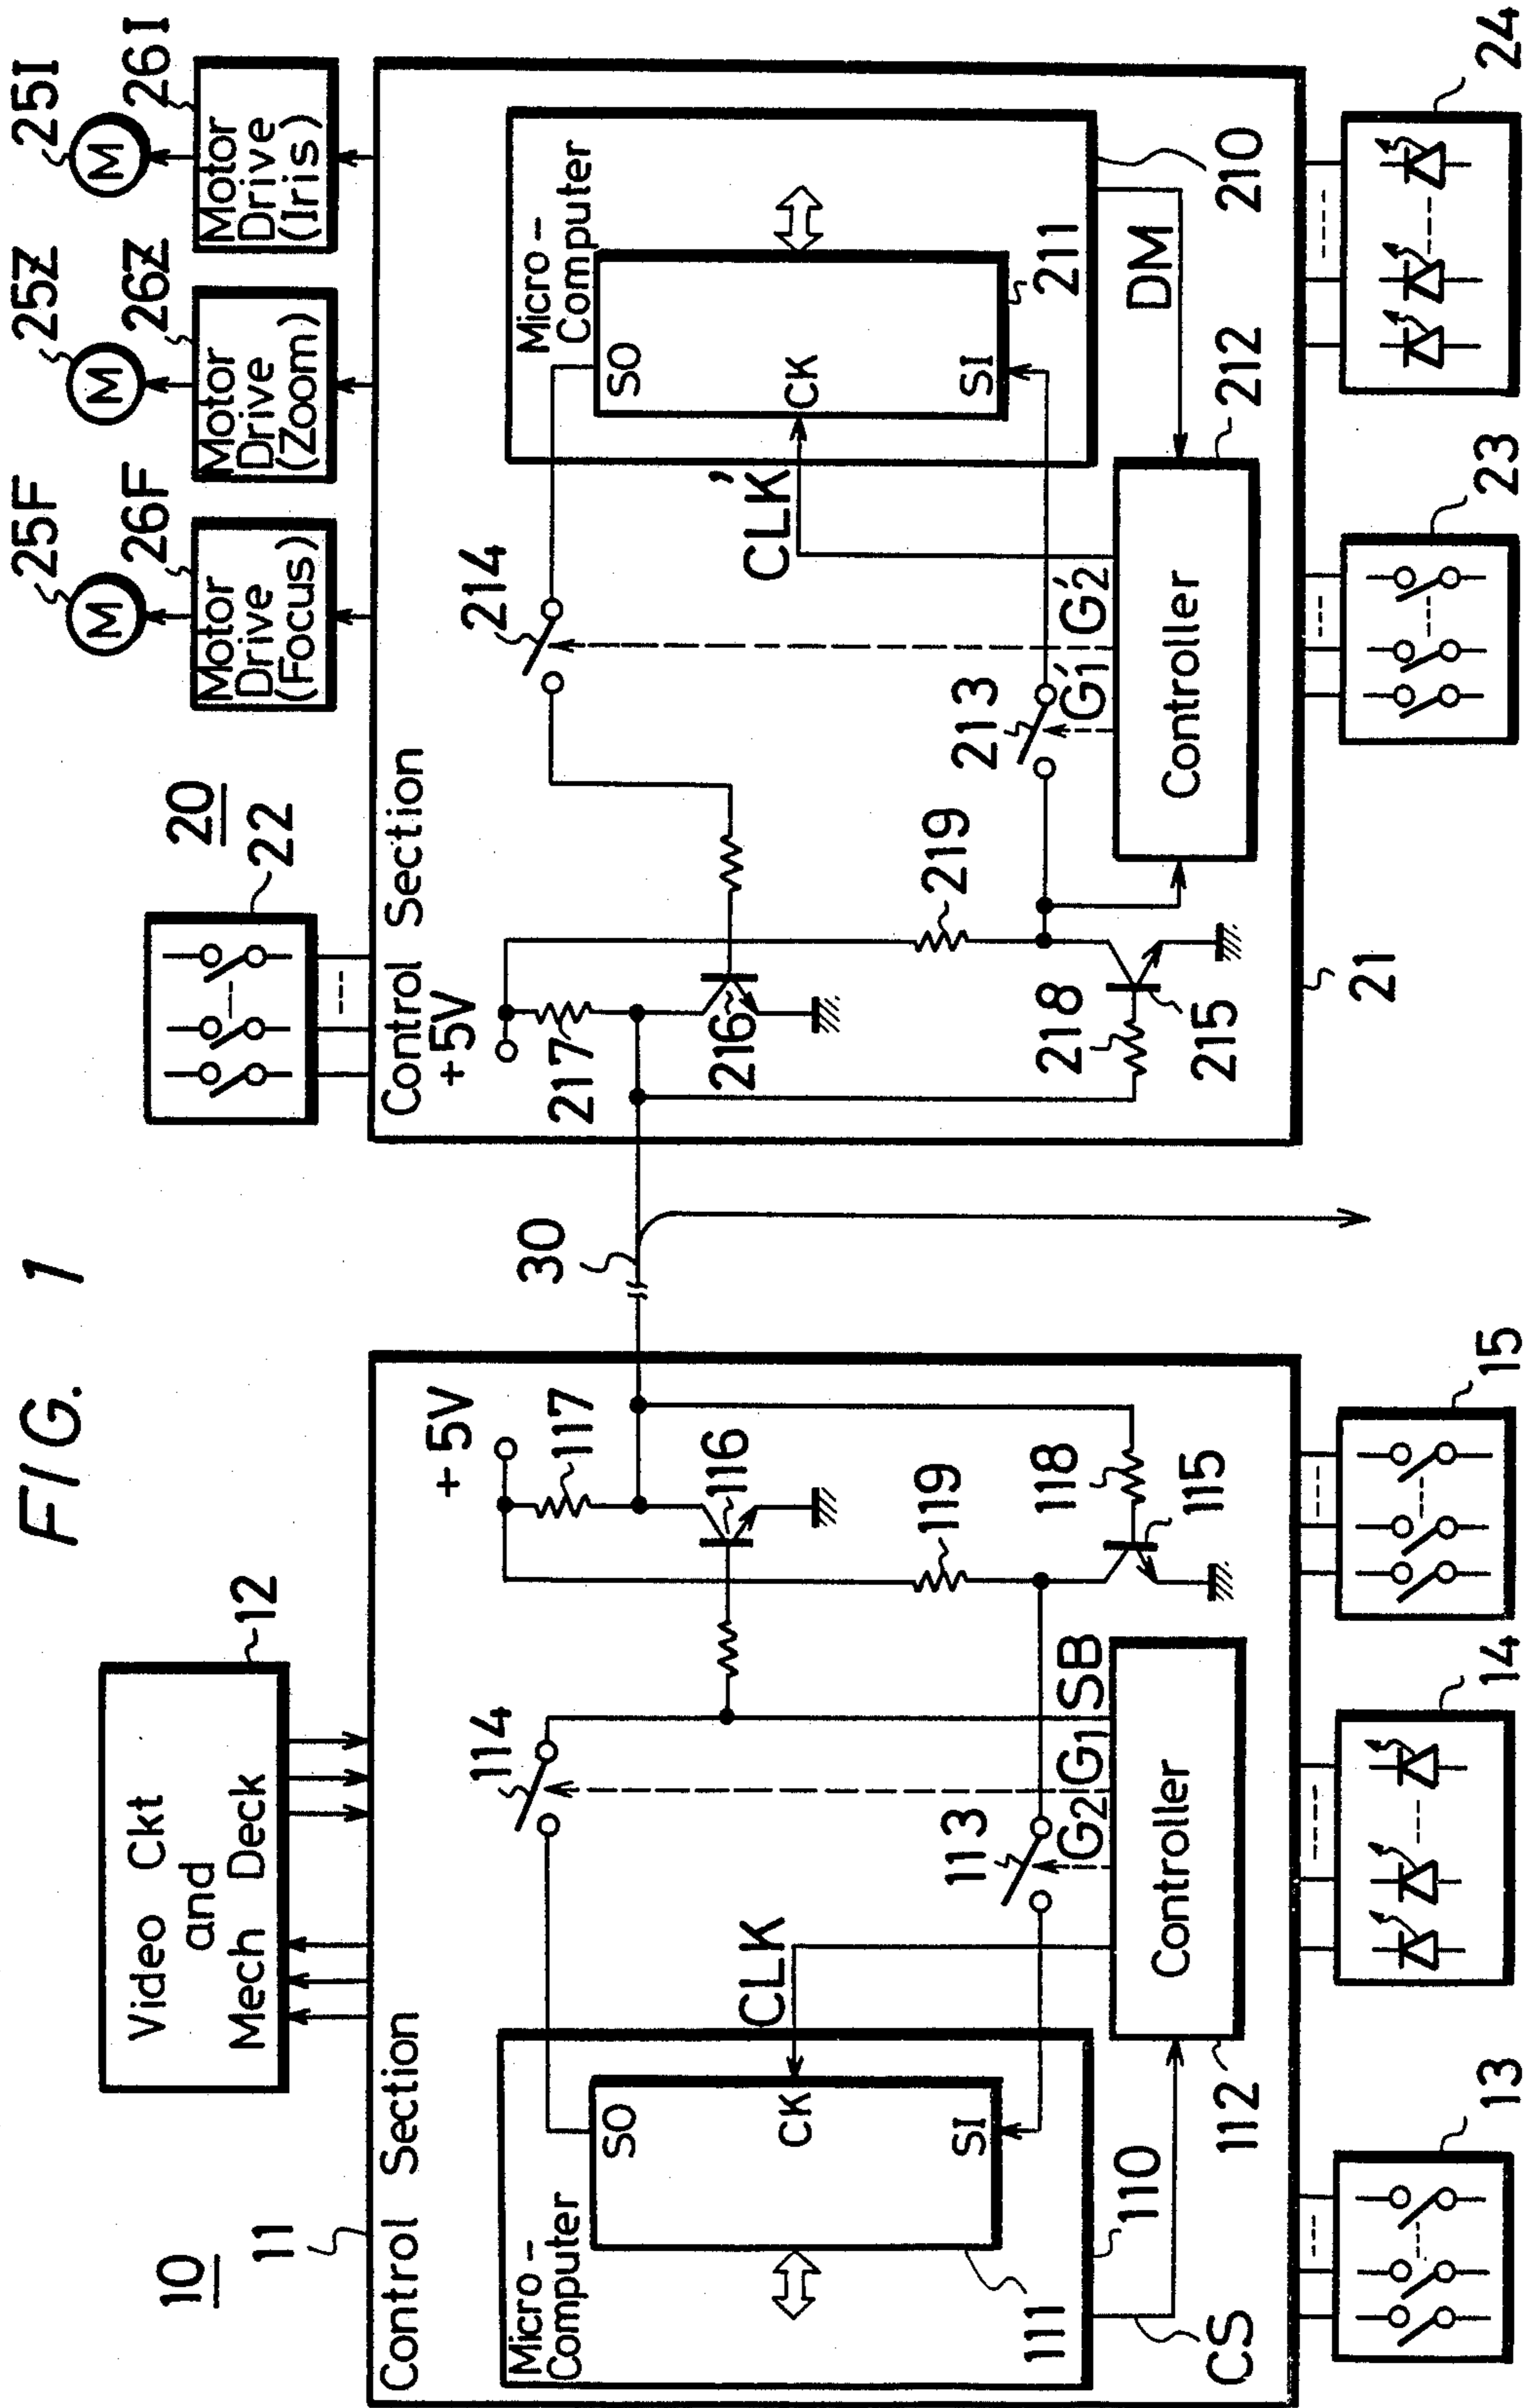 FIG. 1
10
11
Control Section
Video Ckt
and
Mech Deck
12
Micro-
Computer
SO
CK
SI
111
110
CS
CLK
114
113
G2
G1
SB
Controller
112
+5V
117
116
119
118
115
13
14
15
30
20
22
Control Section
+5V
217
216
219
218
215
21
214
213
G1'
G2'
CLK'
Controller
212
DM
Micro-
Computer
SO
CK
SI
211
210
25F
26F
M
Motor
Drive
(Focus)
25Z
26Z
M
Motor
Drive
(Zoom)
25I
26I
M
Motor
Drive
(Iris)
23
24